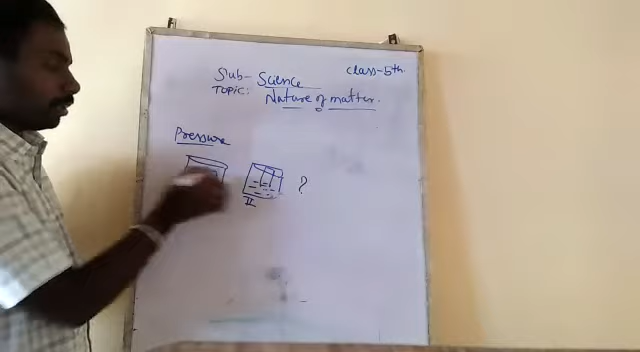 Sub- Science
class-5th.
TOPIC: Nature of matter.
Pressure
II ?